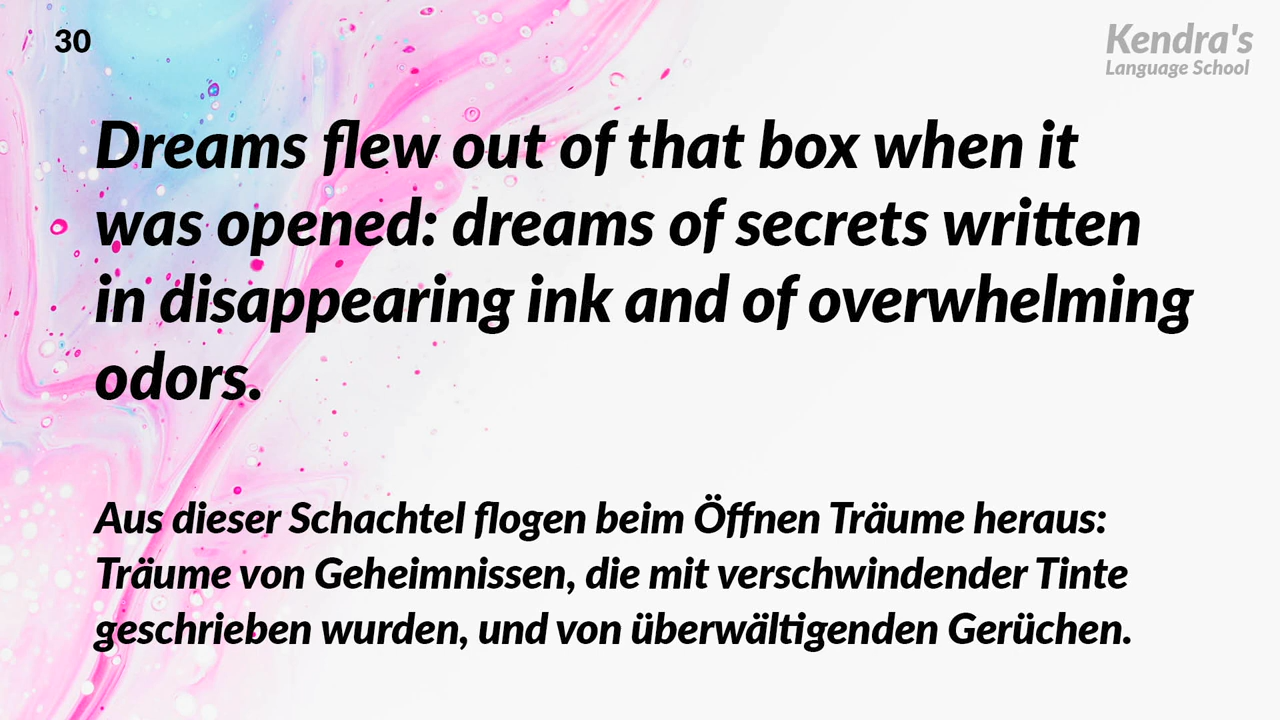 30
Kendra's
Language School
Dreams flew out of that box when it
was opened: dreams of secrets written
in disappearing ink and of overwhelming
odors.
Aus dieser Schachtel flogen beim Öffnen Träume heraus:
Träume von Geheimnissen, die mit verschwindender Tinte
geschrieben wurden, und von überwältigenden Gerüchen.